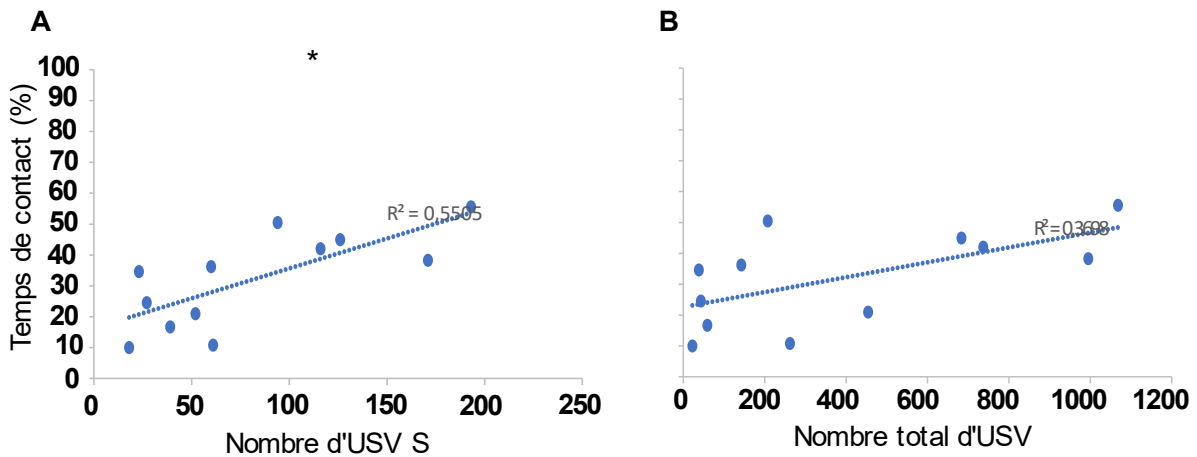 A
*
Temps de contact (%)
100
90
80
70
60
50
40
30
20
10
0
R² = 0,5505
0 50 100 150 200 250
Nombre d'USV S
B
R² =
0 200 400 600 800 1000 1200
Nombre total d'USV